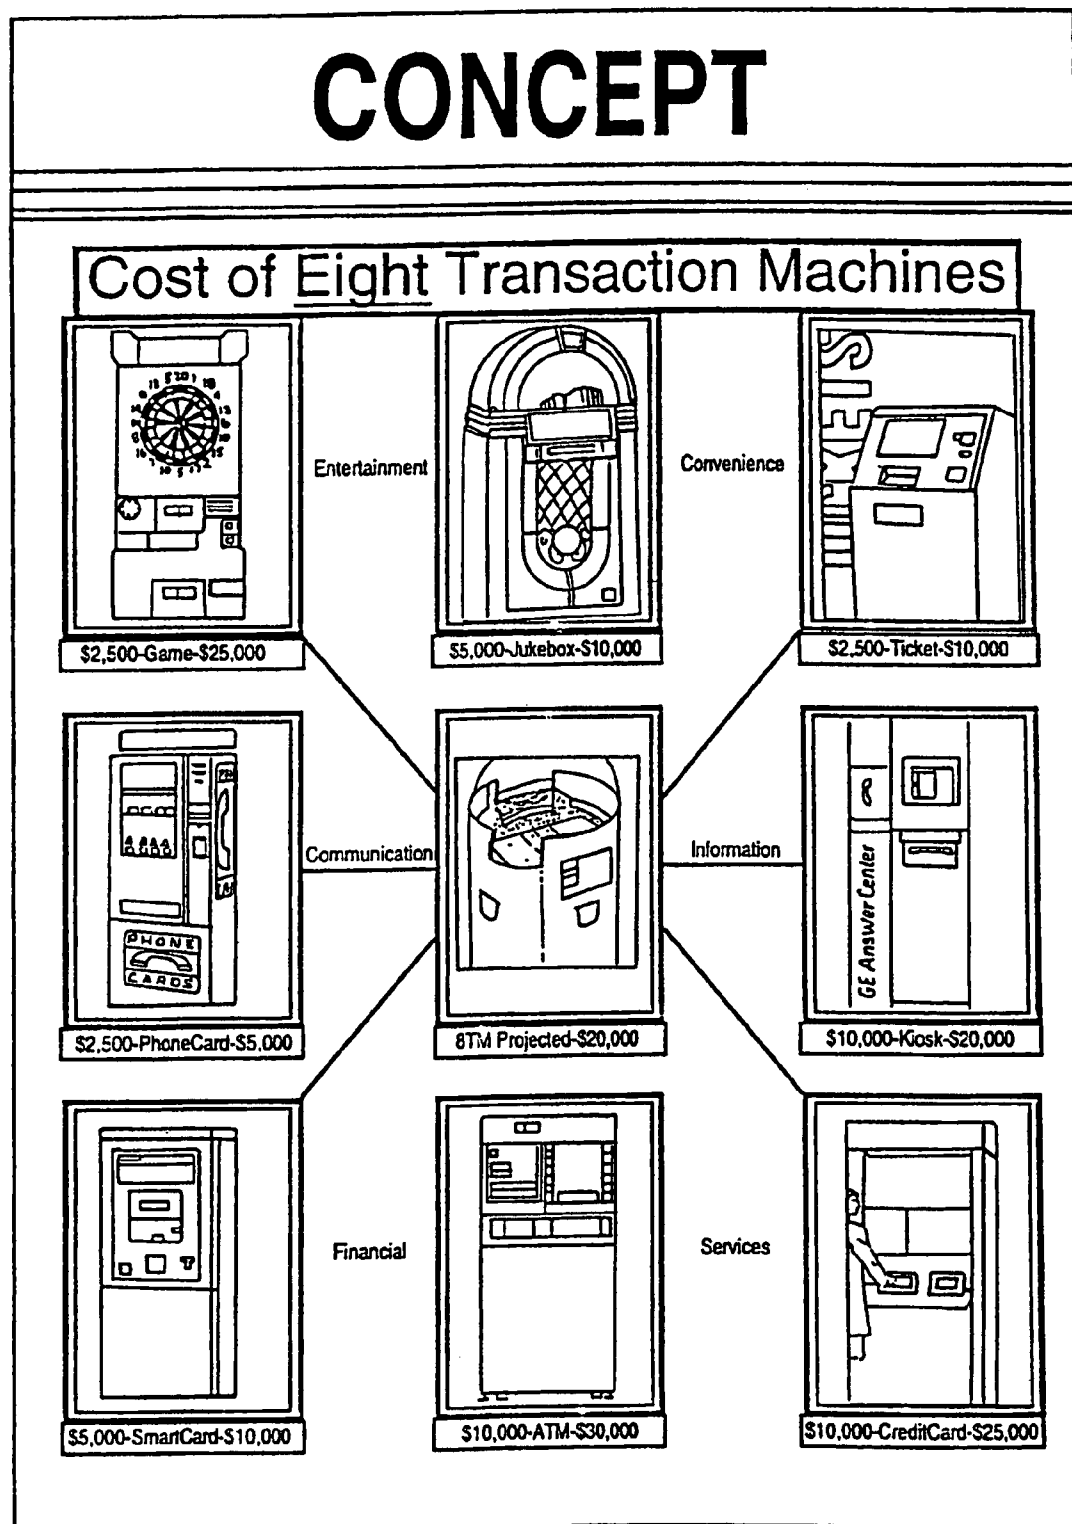 CONCEPT
Cost of Eight Transaction Machines
Entertainment
Convenience
TICKETS
$2,500-Game-$25,000
$5,000-Jukebox-$10,000
$2,500-Ticket-$10,000
Communication
Information
PHONE
CARDS
GE Answer Center
$2,500-PhoneCard-$5,000
8TM Projected-$20,000
$10,000-Kiosk-$20,000
Financial
Services
$5,000-SmartCard-$10,000
$10,000-ATM-$30,000
$10,000-CreditCard-$25,000